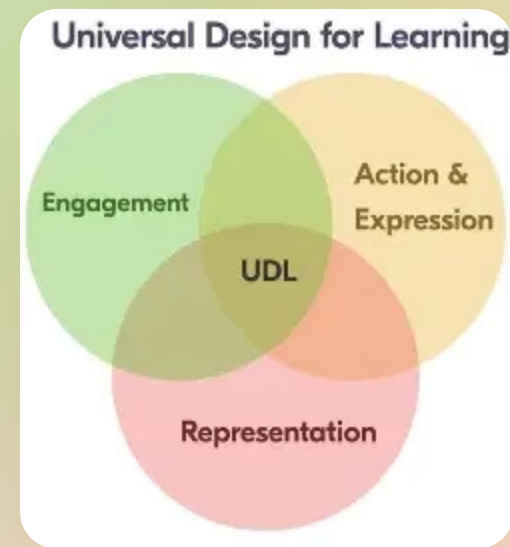 Universal Design for Learning
Engagement
Action &
Expression
UDL
Representation